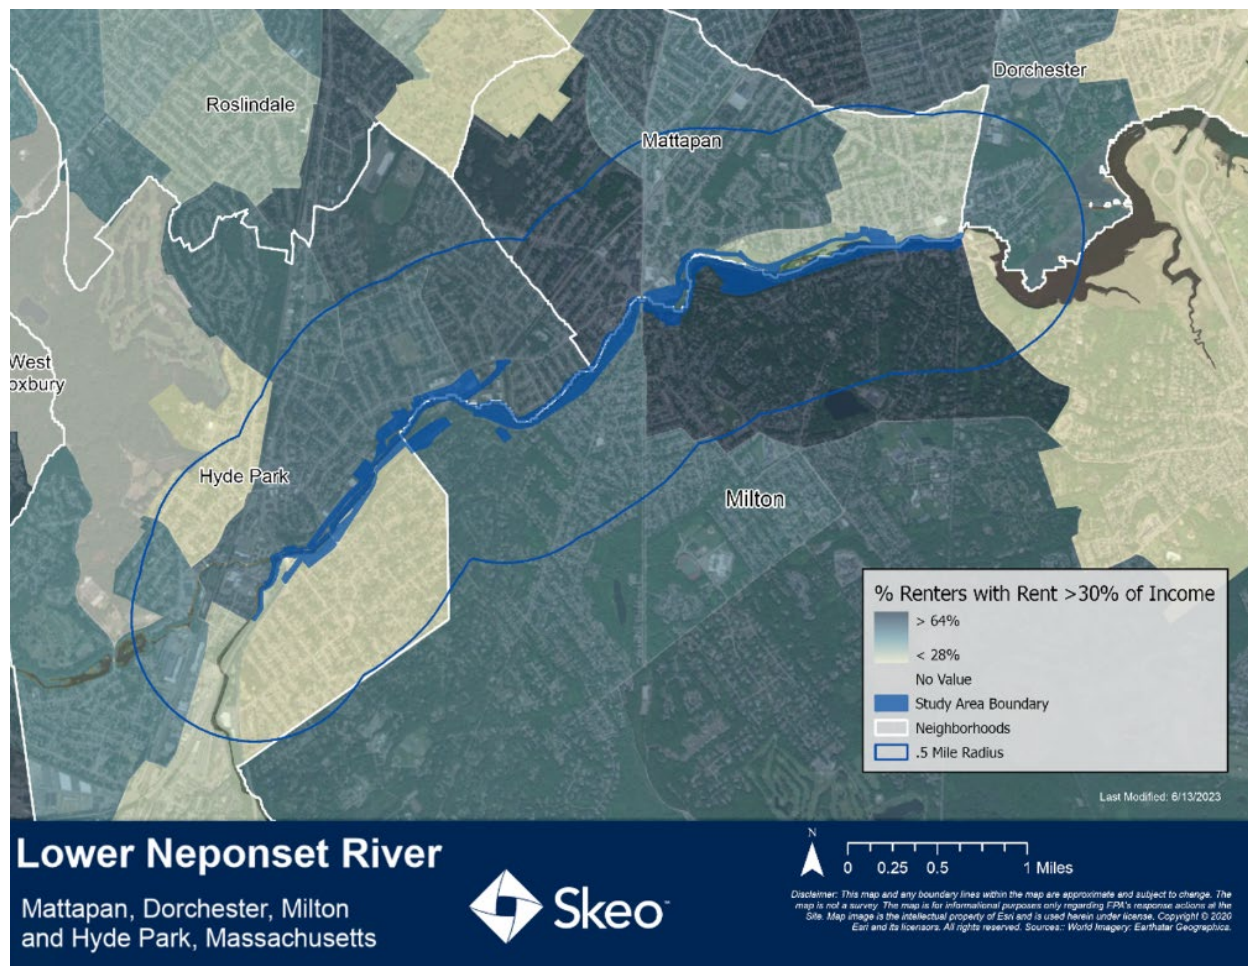 Dorchester
Roslindale
Mattapan
West
oxbury
Hyde Park
Milton
% Renters with Rent >30% of Income
> 64%
< 28%
No Value
Study Area Boundary
Neighborhoods
.5 Mile Radius
Last Modified: 6/13/2023
Lower Neponset River
Mattapan, Dorchester, Milton
and Hyde Park, Massachusetts
Skeo
N
0 0.25 0.5 1 Miles
Disclaimer: This map and any boundary lines within the map are approximate and subject to change. The
map is not a survey. The map is for informational purposes only regarding EPA's response actions at the
Site. Map image is the intellectual property of Esri and is used herein under license. Copyright © 2020
Esri and its licensors. All rights reserved. Sources:: World Imagery: Earthstar Geographics.